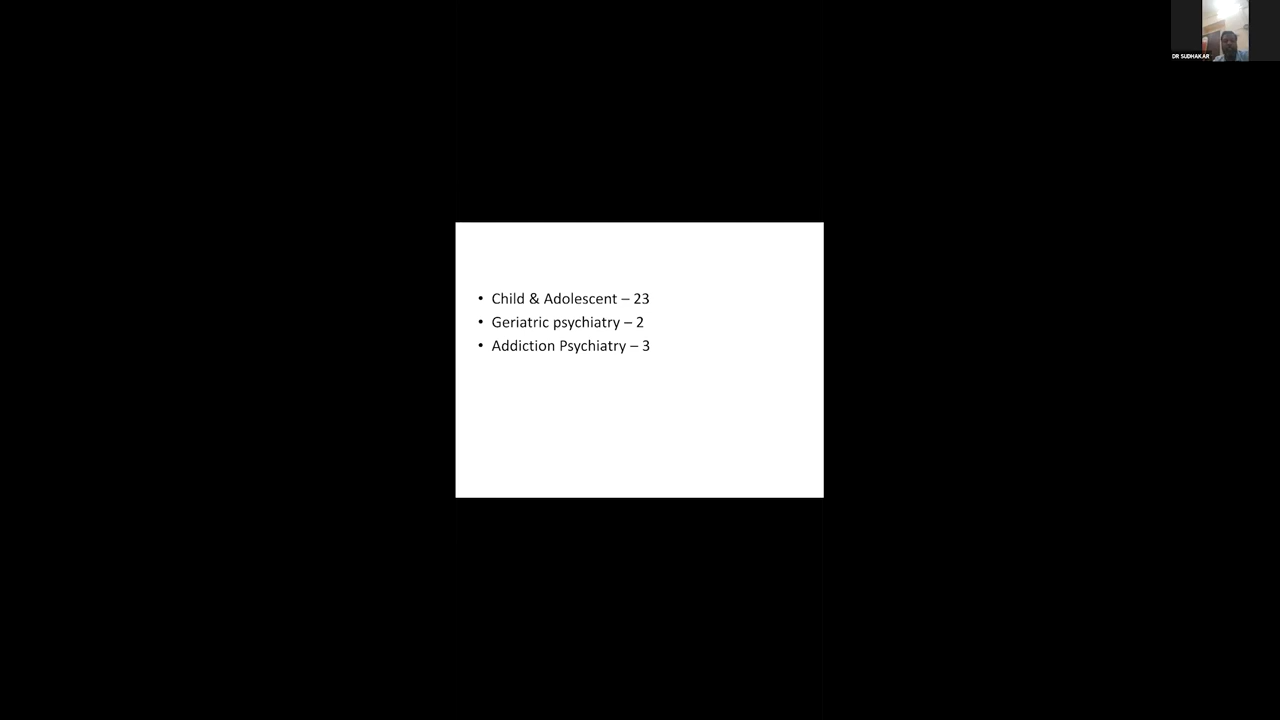 DR SUDHAKAR
• Child & Adolescent – 23
• Geriatric psychiatry – 2
• Addiction Psychiatry – 3